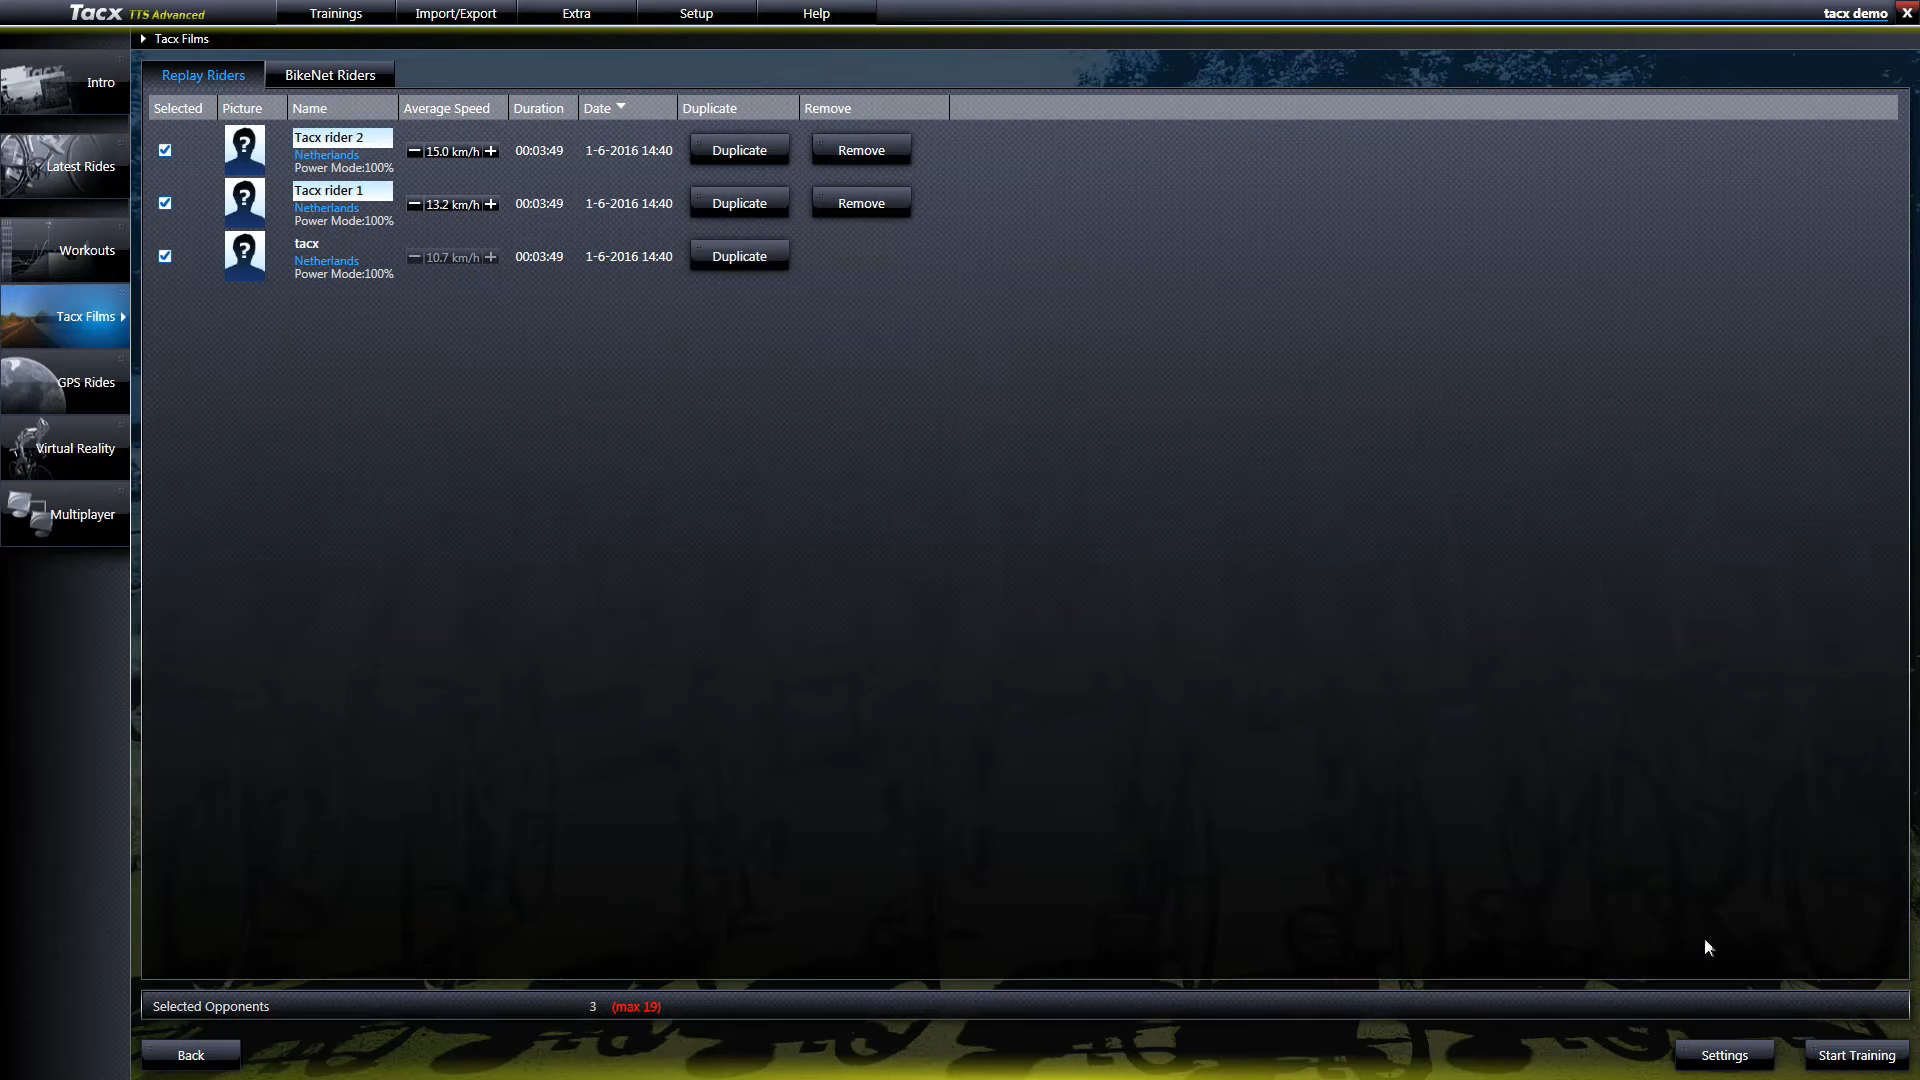 Tacx TTS Advanced Trainings Import/Export Extra Setup Help tacx demo X
Tacx Films
Intro
Latest Rides
Workouts
Tacx Films
GPS Rides
Virtual Reality
Multiplayer
Replay Riders BikeNet Riders
Selected Picture Name Average Speed Duration Date Duplicate Remove
Tacx rider 2
Netherlands
Power Mode:100%
15.0 km/h 00:03:49 1-6-2016 14:40 Duplicate Remove
Tacx rider 1
Netherlands
Power Mode:100%
13.2 km/h 00:03:49 1-6-2016 14:40 Duplicate Remove
tacx
Netherlands
Power Mode:100%
10.7 km/h 00:03:49 1-6-2016 14:40 Duplicate
Selected Opponents 3 (max 19)
Back Settings Start Training